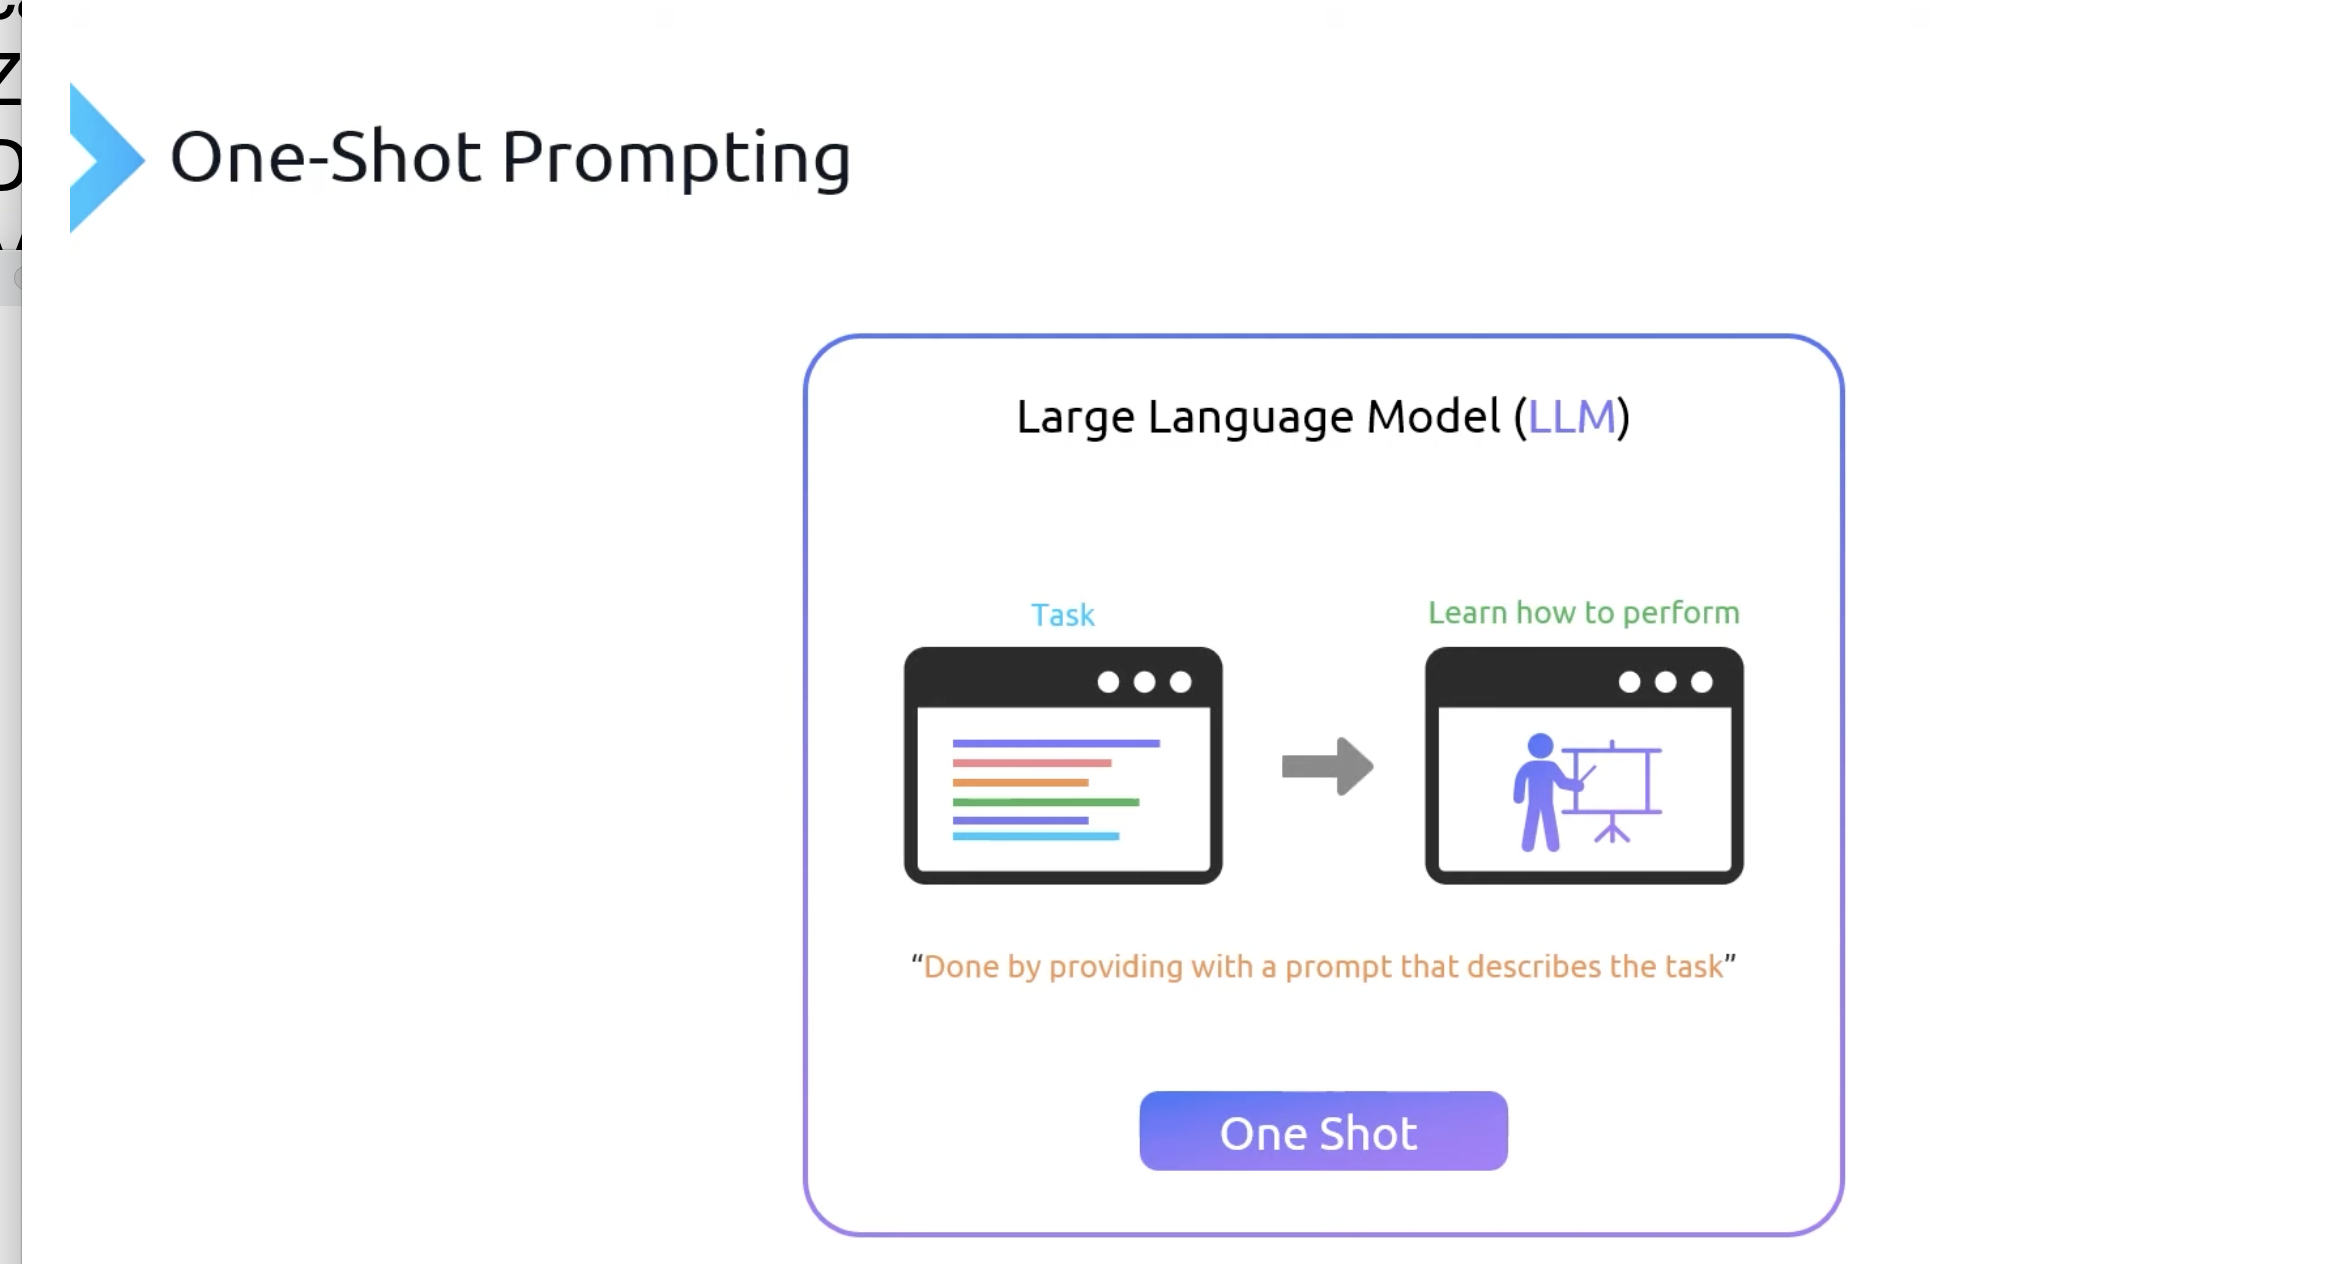 One-Shot Prompting
Large Language Model (LLM)
Task
Learn how to perform
“Done by providing with a prompt that describes the task”
One Shot